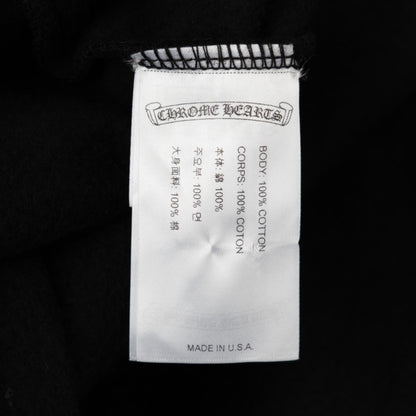 CHROME HEARTS
BODY: 100% COTTON
CORPS: 100% COTON
本体: 綿 100%
주요부: 100% 면
大身面料: 100% 棉
MADE IN U.S.A.